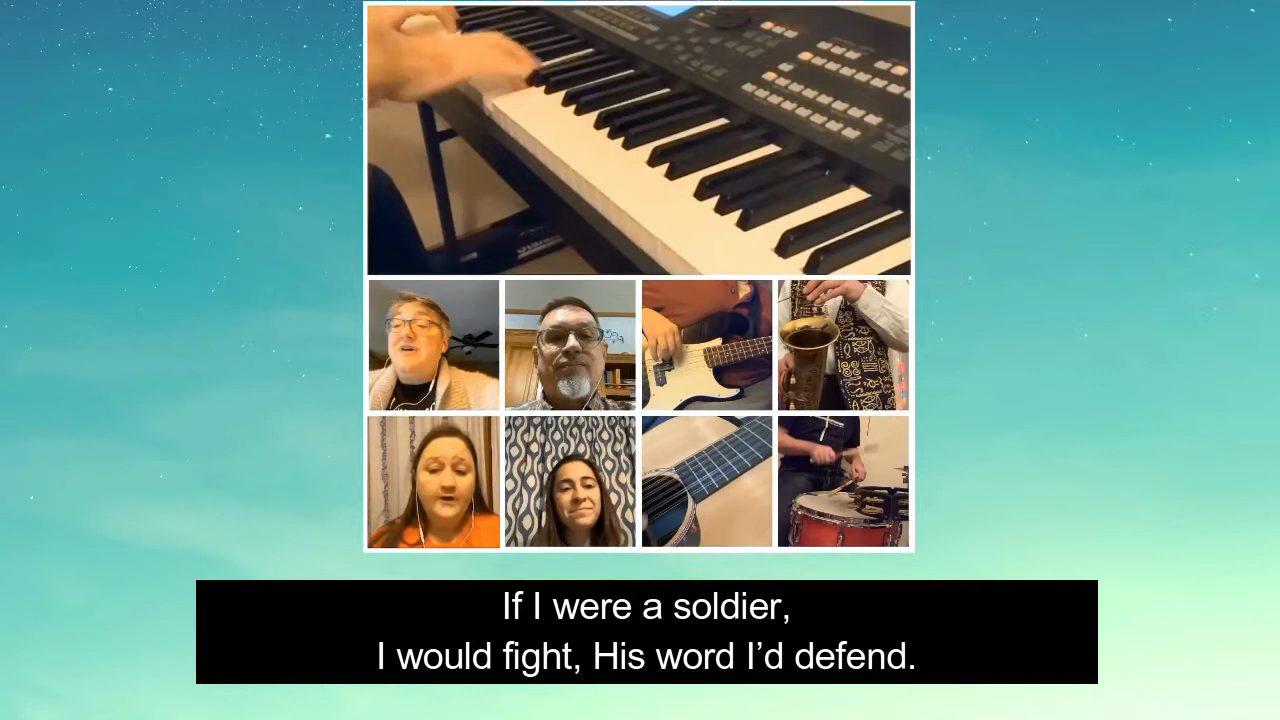 If I were a soldier,
I would fight, His word I’d defend.